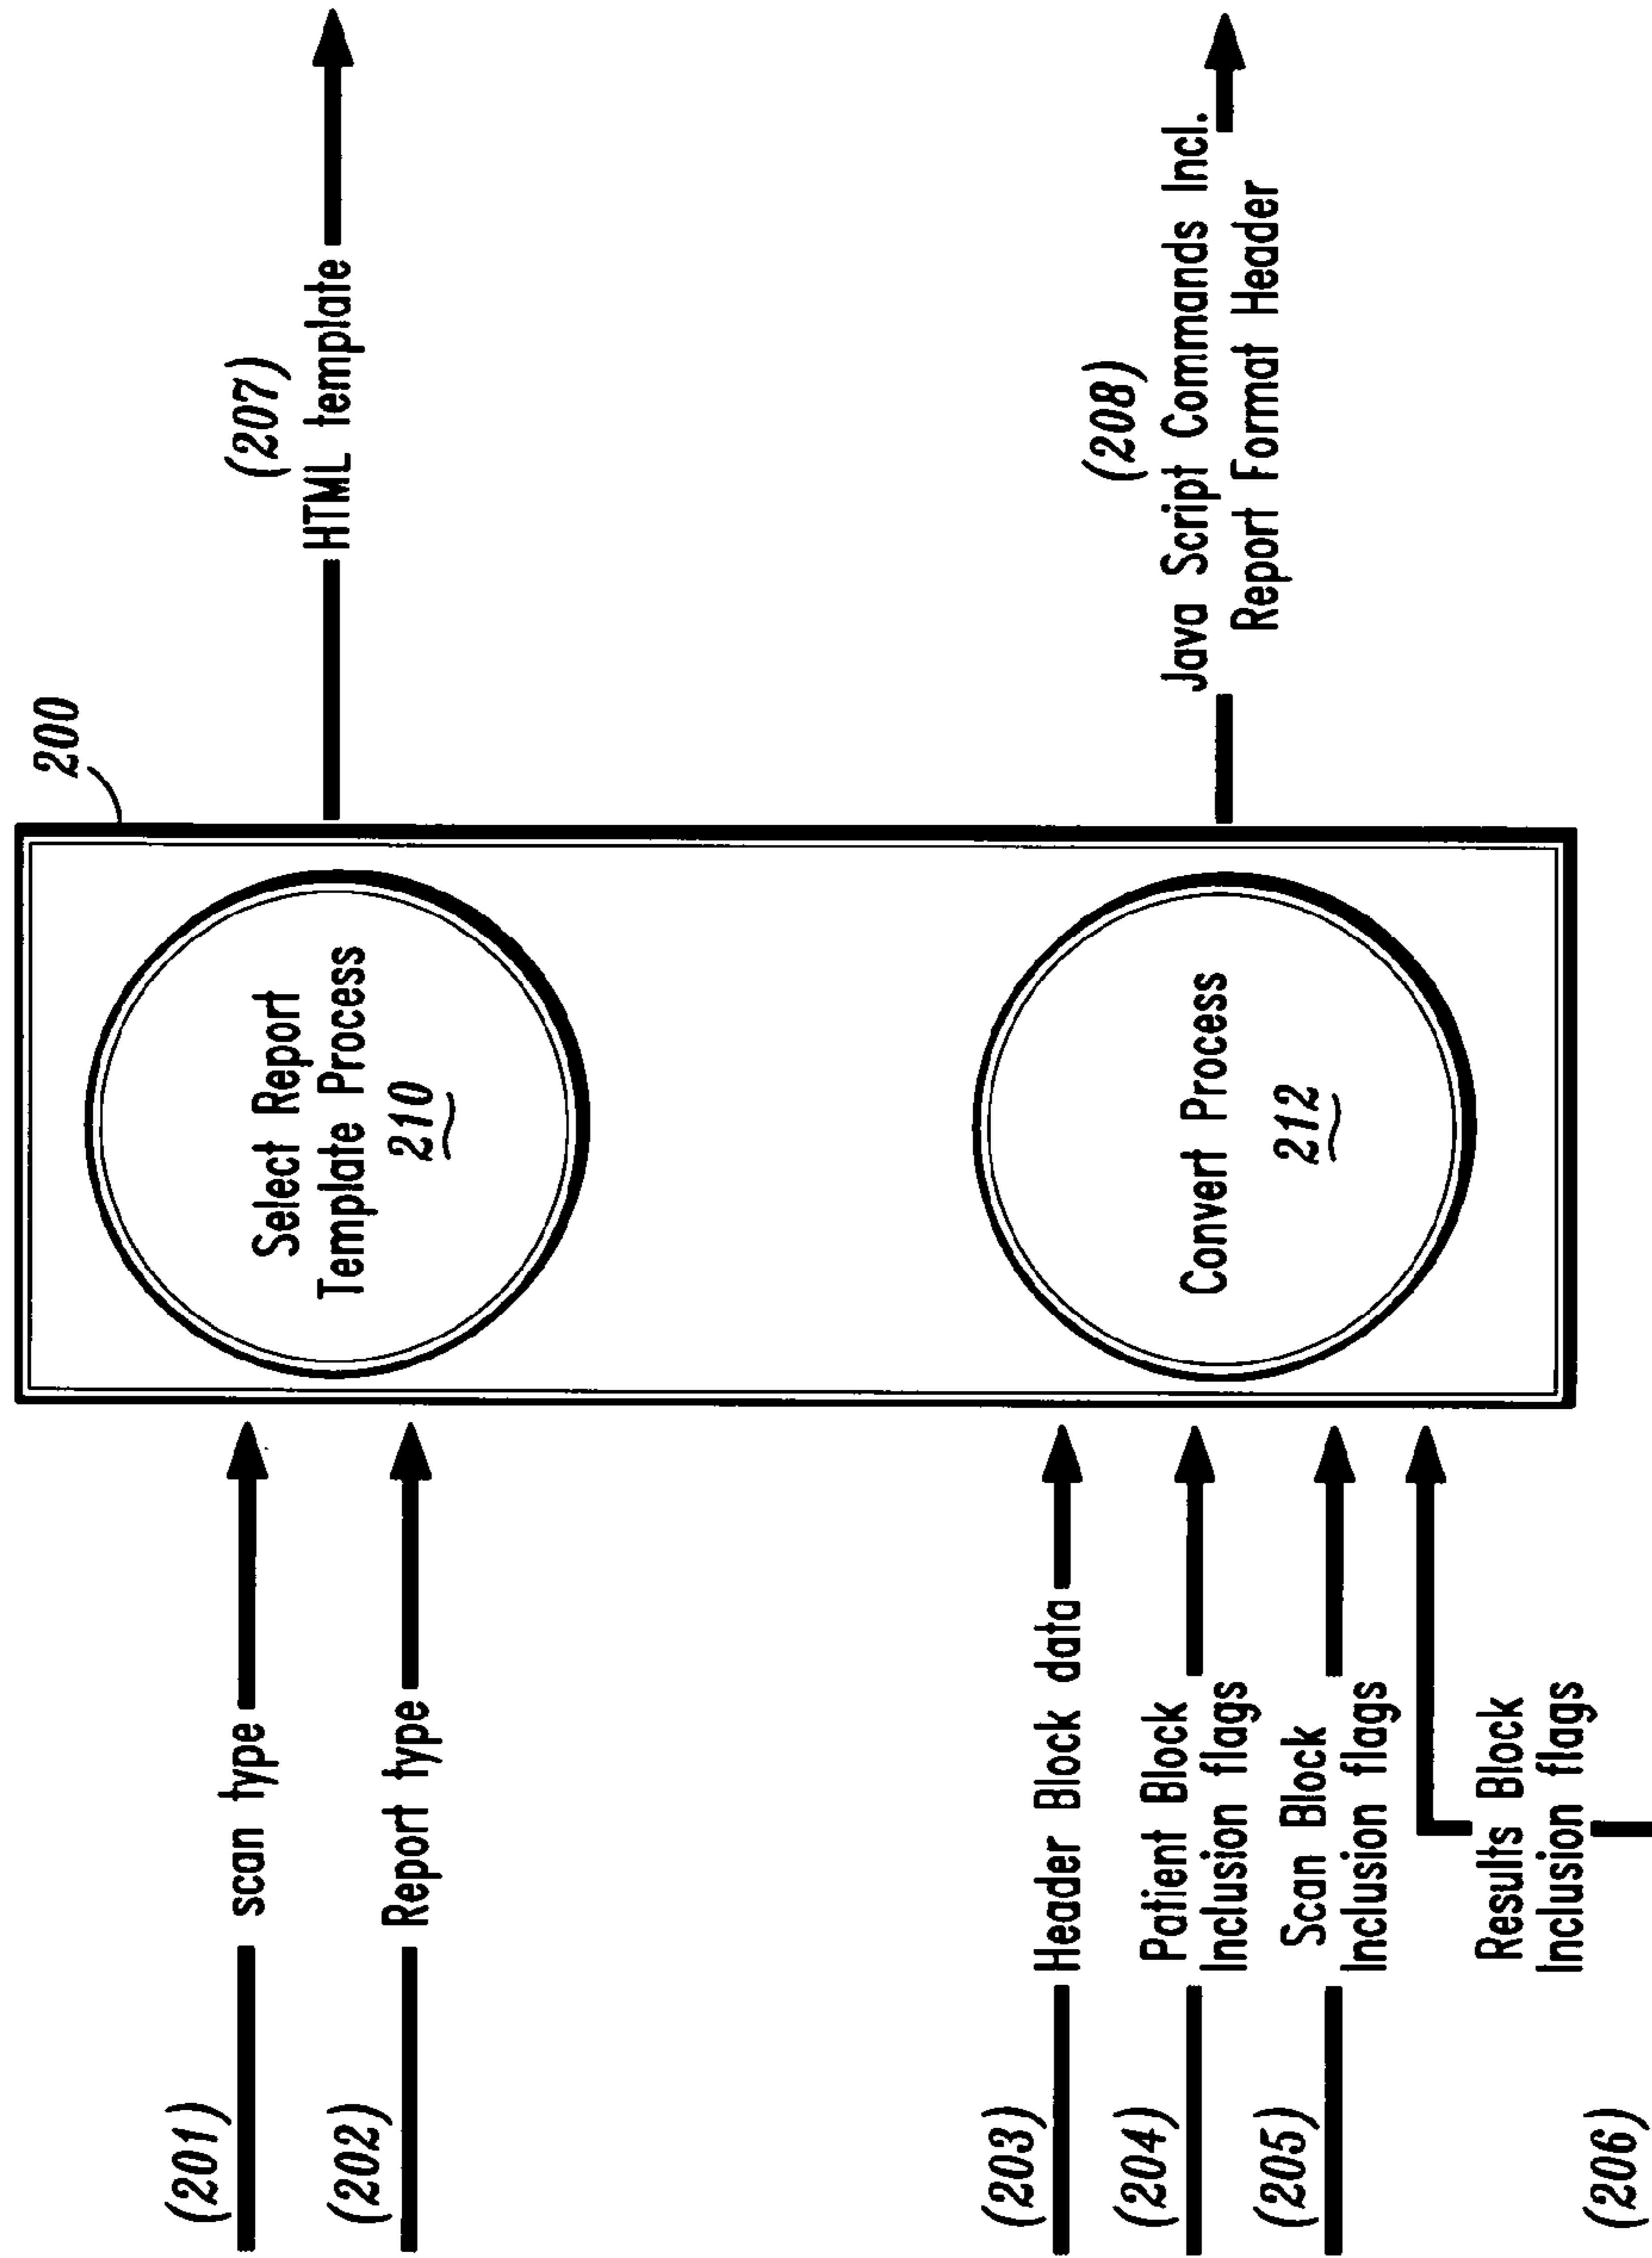 (201)
scan type
(202)
Report type
(203)
Header Block data
(204)
Patient Block
Inclusion flags
(205)
Scan Block
Inclusion flags
(206)
Results Block
Inclusion flags
200
Select Report
Template Process
210
Convert Process
212
(207)
HTML template
(208)
Java Script Commands Incl.
Report Format Header